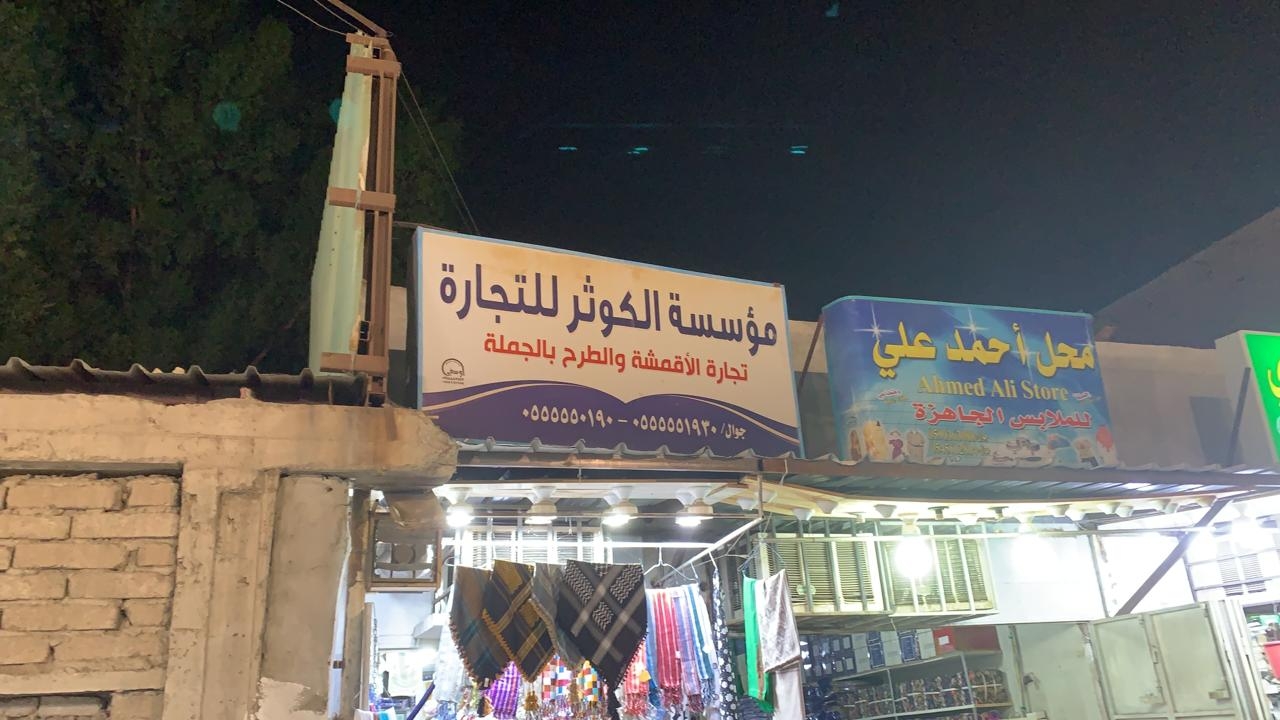 مؤسسة الكوثر للتجارة
تجارة الأقمشة والطرح بالجملة
جوال/ ٠٥٥٥٥٥١٩٣٠ – ٠٥٥٥٥٥٠١٩٠
محل أحمد علي
Ahmed Ali Store
للملابس الجاهزة